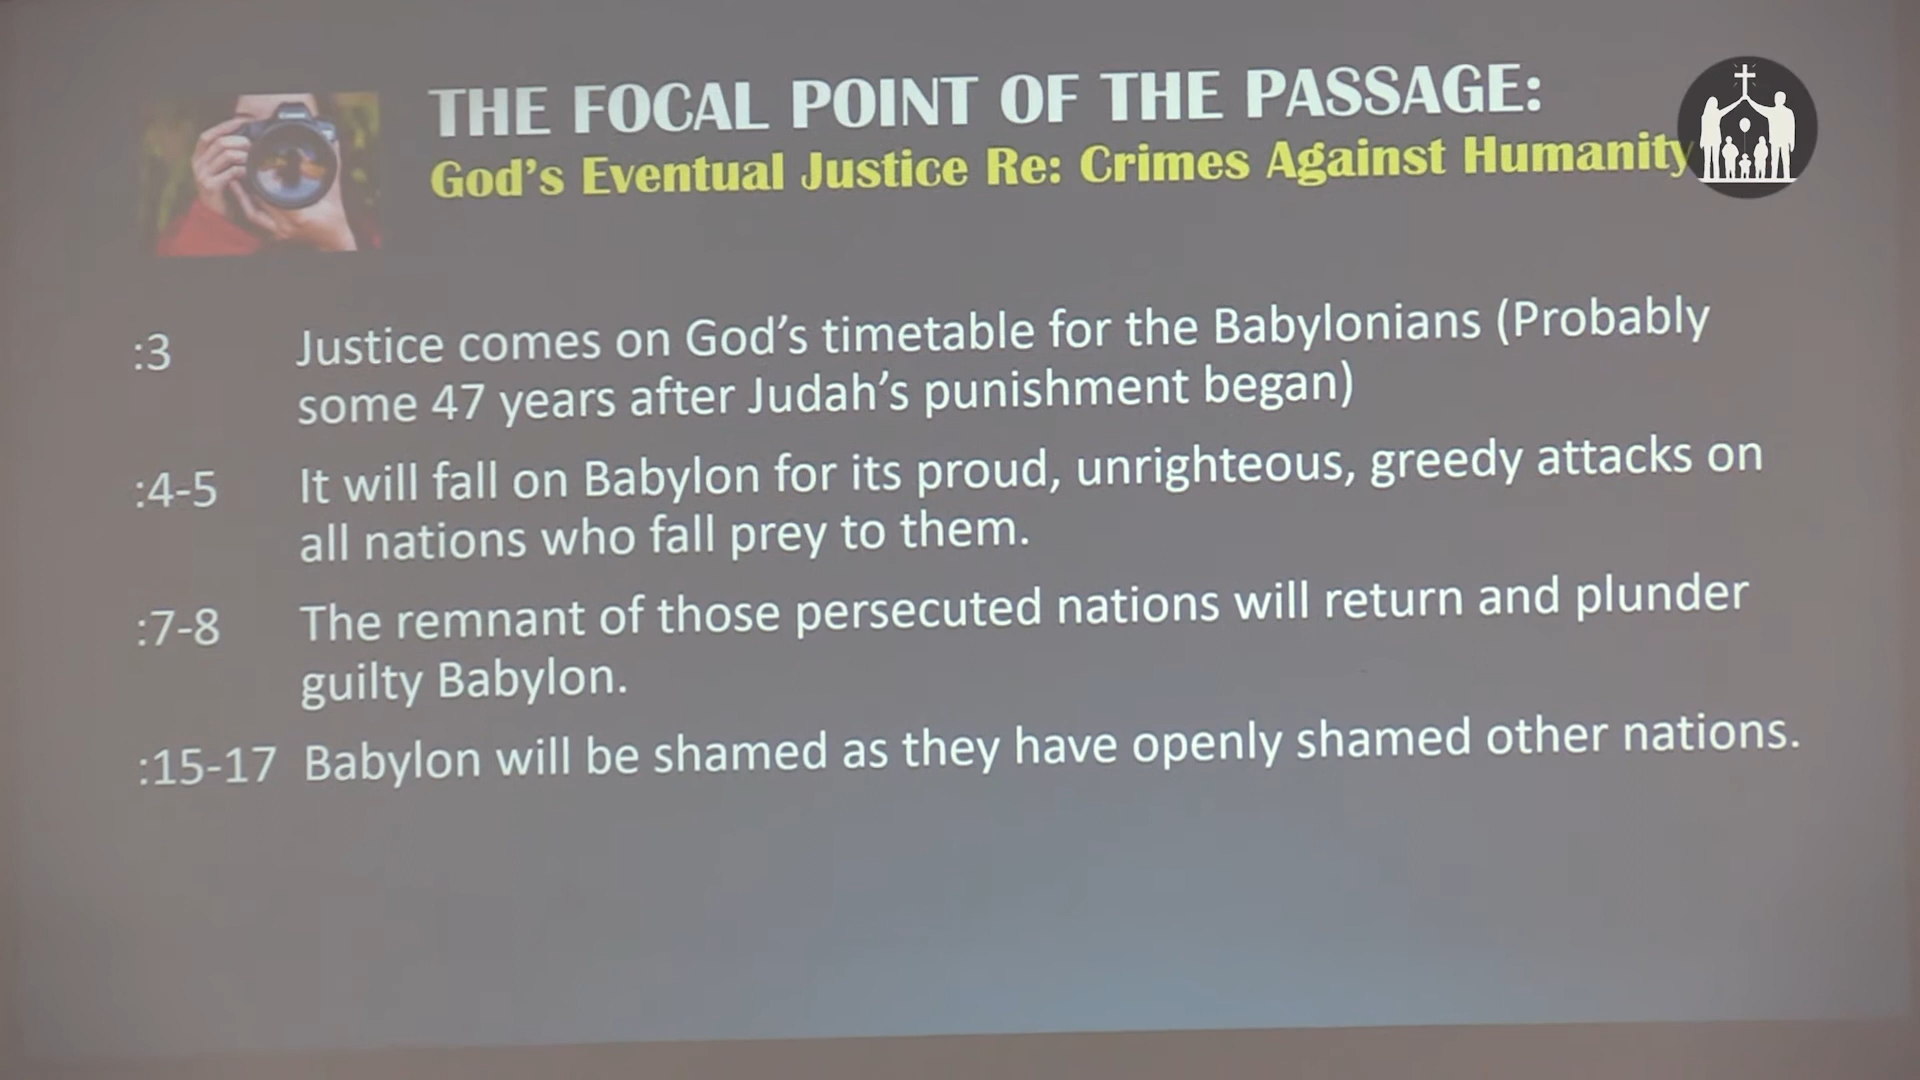 THE FOCAL POINT OF THE PASSAGE:
God's Eventual Justice Re: Crimes Against Humanity
:3 Justice comes on God's timetable for the Babylonians (Probably
some 47 years after Judah's punishment began)
:4-5 It will fall on Babylon for its proud, unrighteous, greedy attacks on
all nations who fall prey to them.
:7-8 The remnant of those persecuted nations will return and plunder
guilty Babylon.
:15-17 Babylon will be shamed as they have openly shamed other nations.